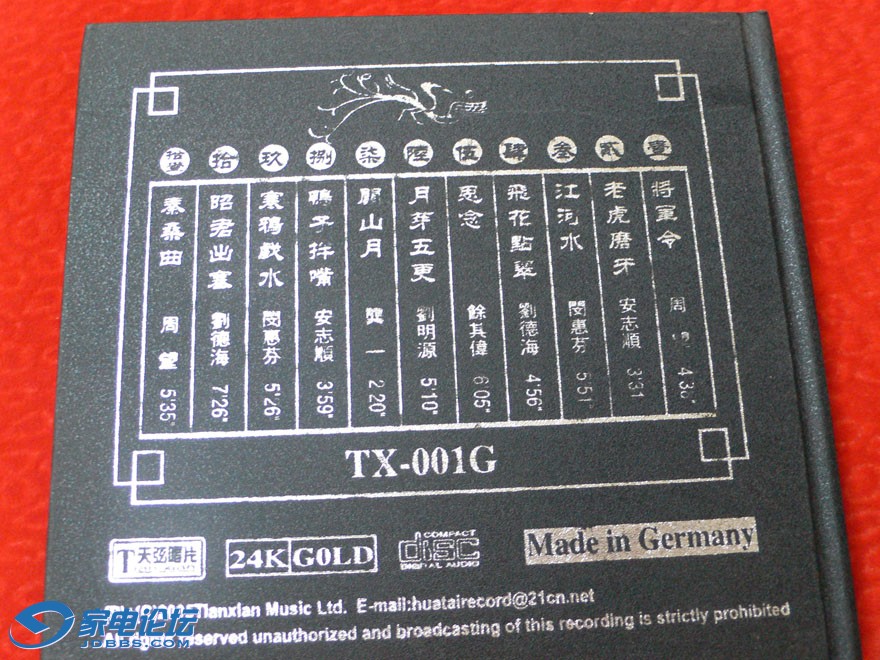 壹 將軍令 周
貳 老虎磨牙 安志順 3'31
叁 江河水 閔惠芬 5'51
肆 飛花點翠 劉德海 4'56"
伍 思念 餘其偉 6'05"
陸 月芽五更 劉明源 5'10"
柒 關山月 龔一 2'20"
捌 鴨子拌嘴 安志順 3'59"
玖 寒鴉戲水 閔惠芬 5'26"
拾 昭君出塞 劉德海 7'26"
拾壹 秦桑曲 周望 5'35"
TX-001G
T 天弦唱片
24K GOLD
COMPACT
disc
DIGITAL AUDIO
Made in Germany
Tianxian Music Ltd. E-mail:huatairecord@21cn.net
reserved unauthorized and broadcasting of this recording is strictly prohibited
家电论坛
JDBBS.COM